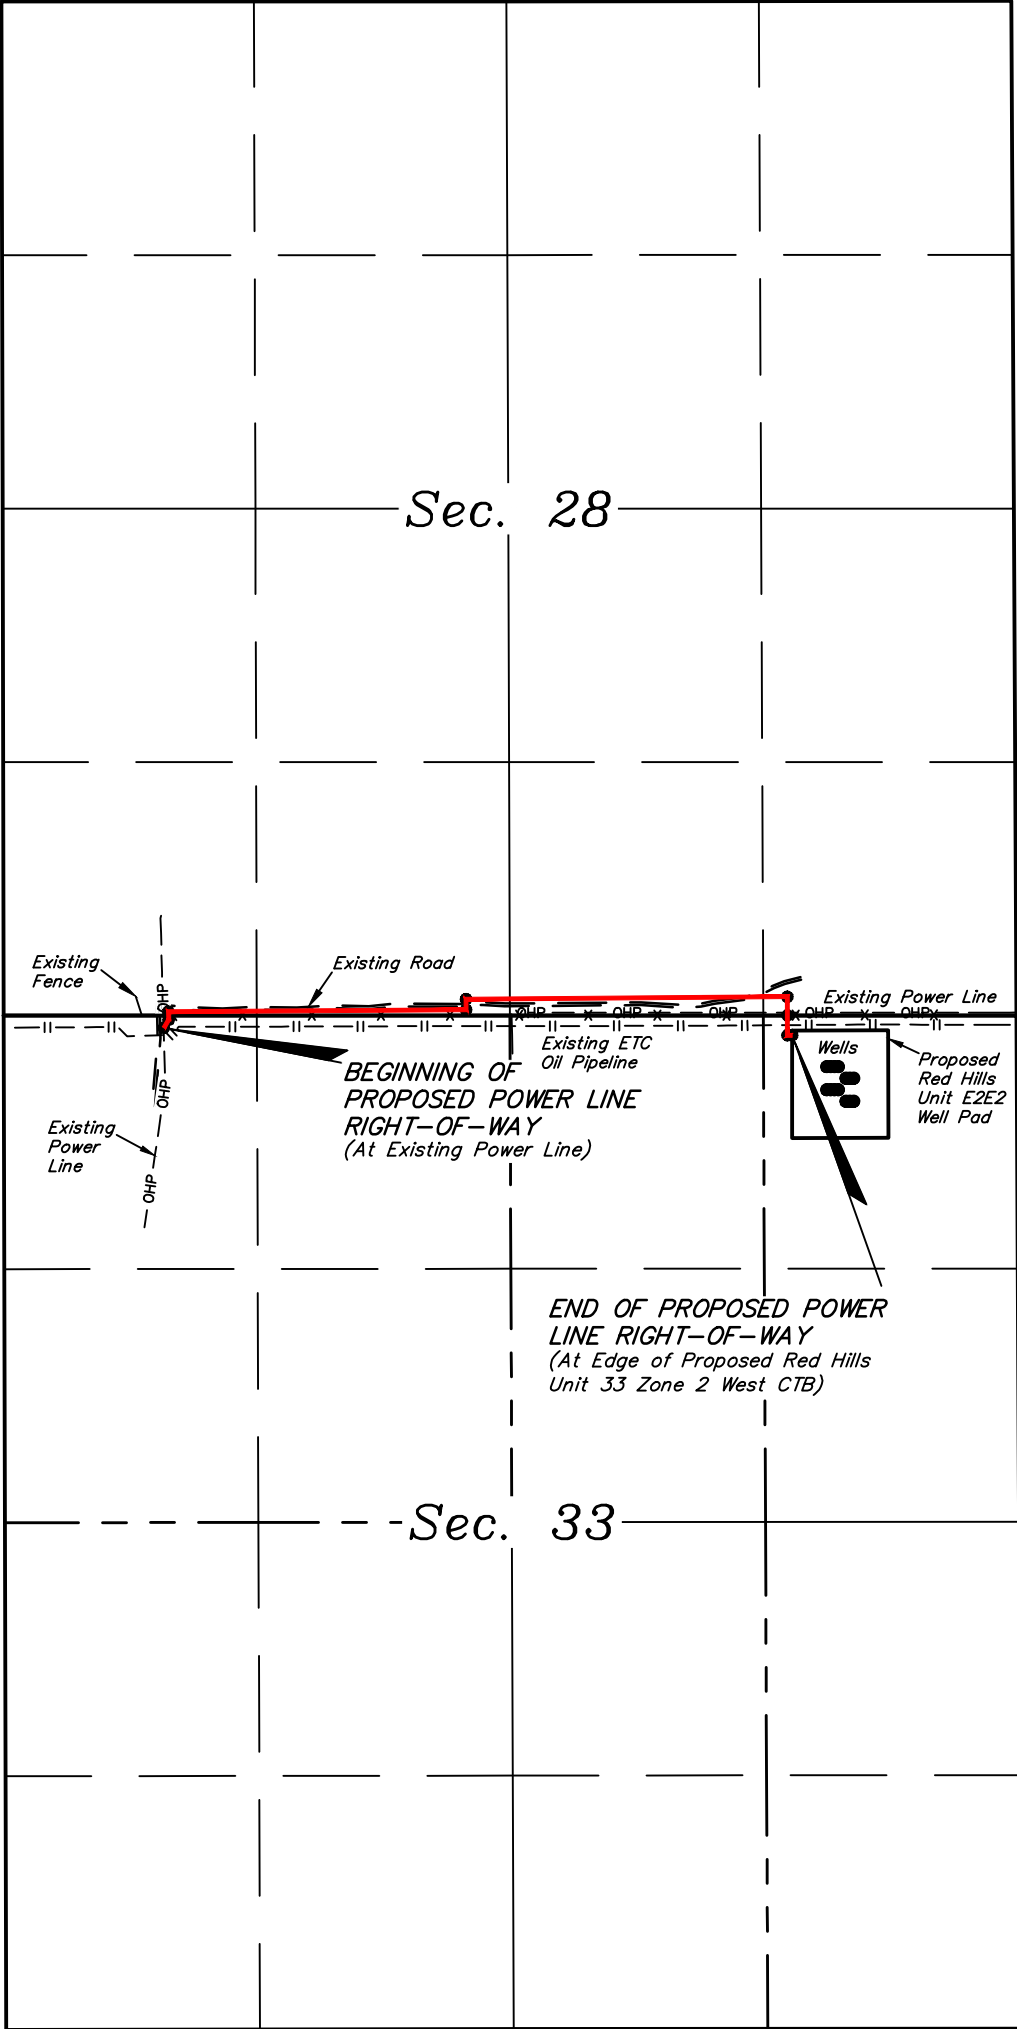 Sec. 28
Existing
Fence
Existing Road
Existing Power Line
OHP
OHP
OHP
OHP
OHP
OHP
Existing ETC
Oil Pipeline
Wells
Proposed
Red Hills
Unit E2E2
Well Pad
BEGINNING OF
PROPOSED POWER LINE
RIGHT-OF-WAY
(At Existing Power Line)
OHP
Existing
Power
Line
OHP
END OF PROPOSED POWER
LINE RIGHT-OF-WAY
(At Edge of Proposed Red Hills
Unit 33 Zone 2 West CTB)
Sec. 33